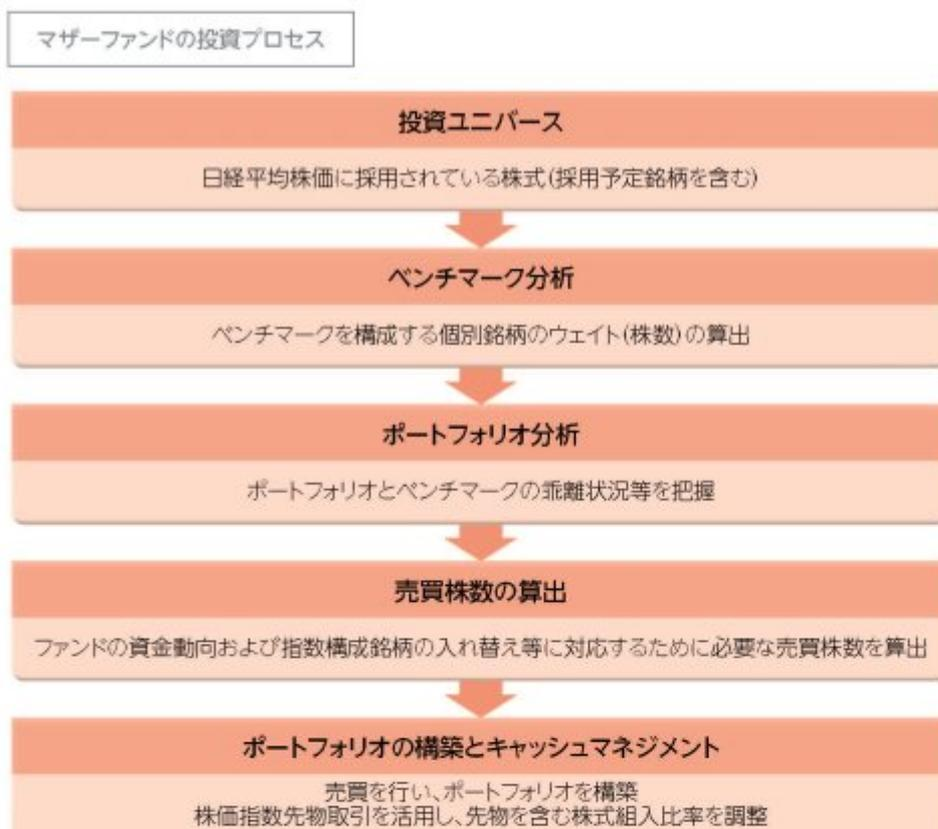 マザーファンドの投資プロセス
投資ユニバース
日経平均株価に採用されている株式(採用予定銘柄を含む)
ベンチマーク分析
ベンチマークを構成する個別銘柄のウェイト(株数)の算出
ポートフォリオ分析
ポートフォリオとベンチマークの乖離状況等を把握
売買株数の算出
ファンドの資金動向および指数構成銘柄の入れ替え等に対応するために必要な売買株数を算出
ポートフォリオの構築とキャッシュマネジメント
売買を行い、ポートフォリオを構築
株価指数先物取引を活用し、先物を含む株式組入比率を調整